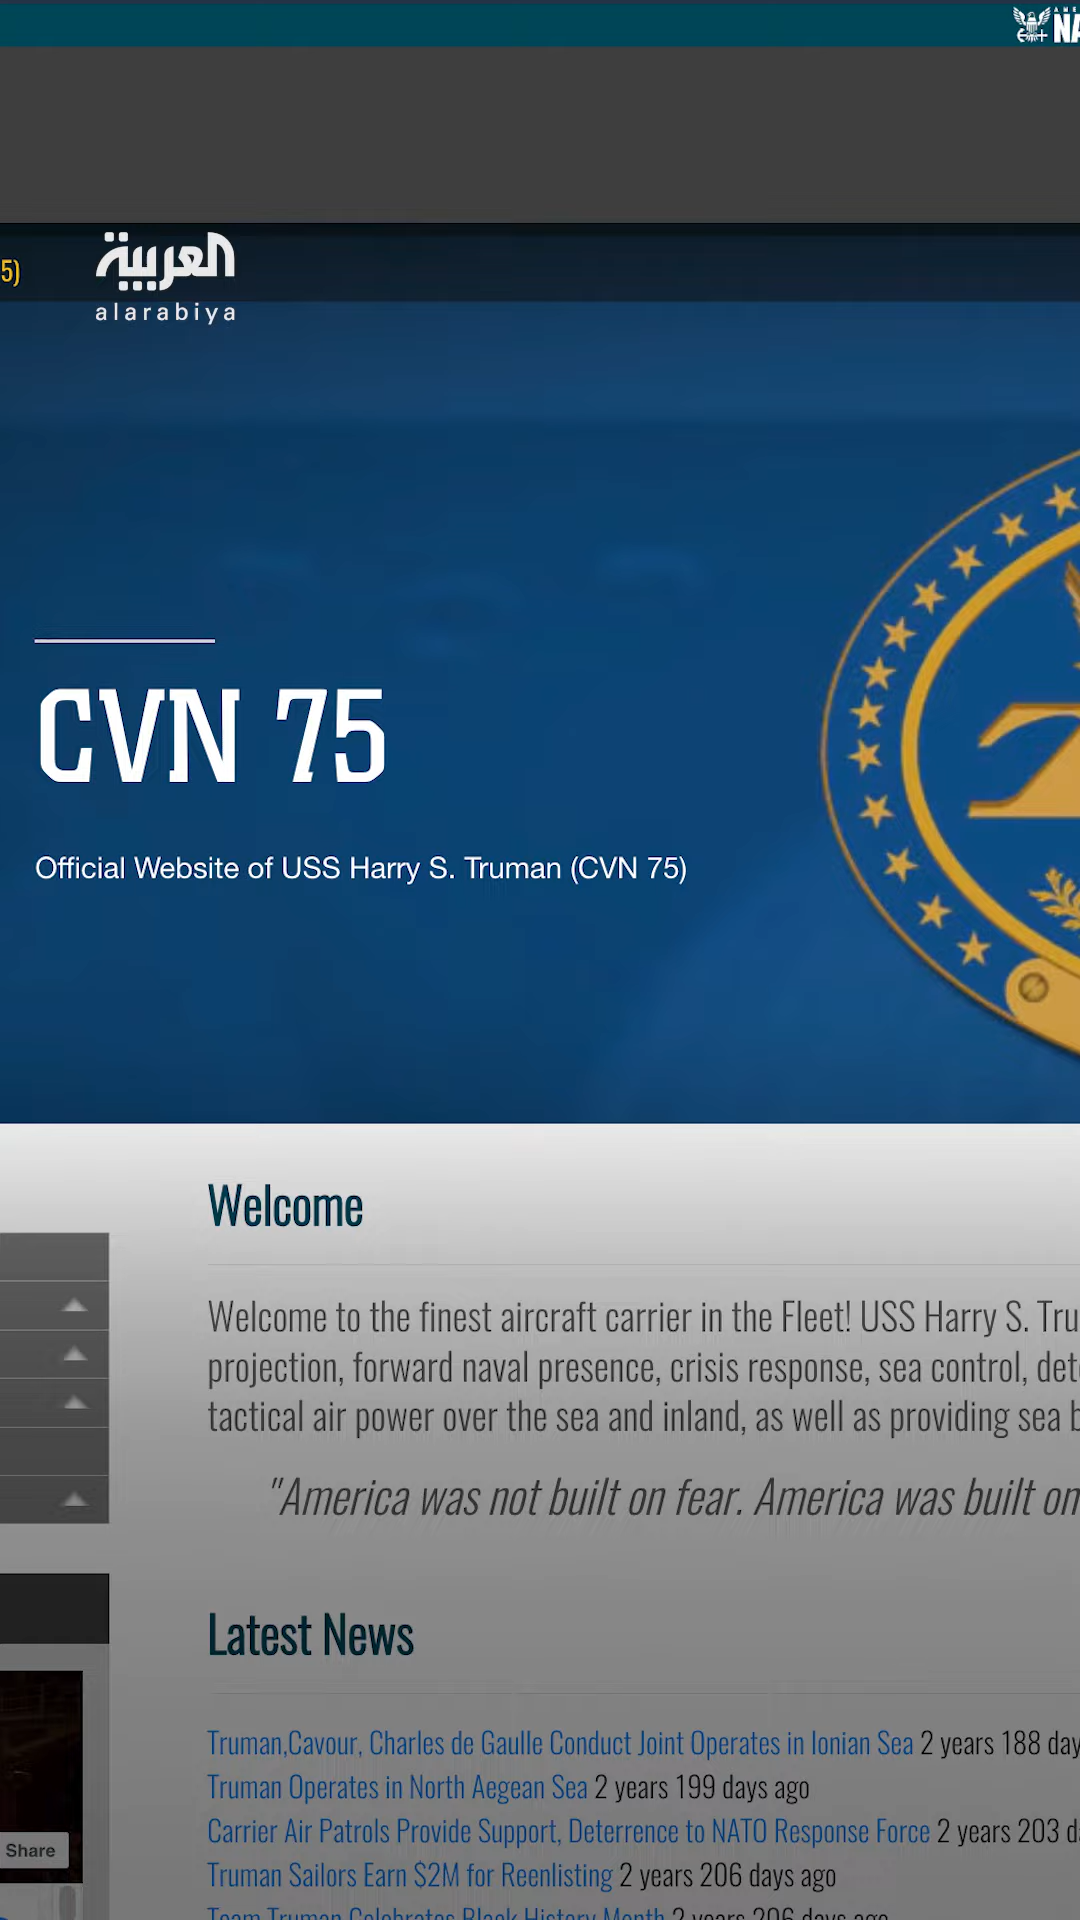 5)
العربية
alarabiya
CVN 75
Official Website of USS Harry S. Truman (CVN 75)
Welcome
Welcome to the finest aircraft carrier in the Fleet! USS Harry S. Tru
projection, forward naval presence, crisis response, sea control, det
tactical air power over the sea and inland, as well as providing sea b
"America was not built on fear. America was built on
Latest News
Truman,Cavour, Charles de Gaulle Conduct Joint Operates in Ionian Sea 2 years 188 day
Truman Operates in North Aegean Sea 2 years 199 days ago
Carrier Air Patrols Provide Support, Deterrence to NATO Response Force 2 years 203 d
Truman Sailors Earn $2M for Reenlisting 2 years 206 days ago
Share
Team Truman Celebrates Black History Month 2 years 206 days ago